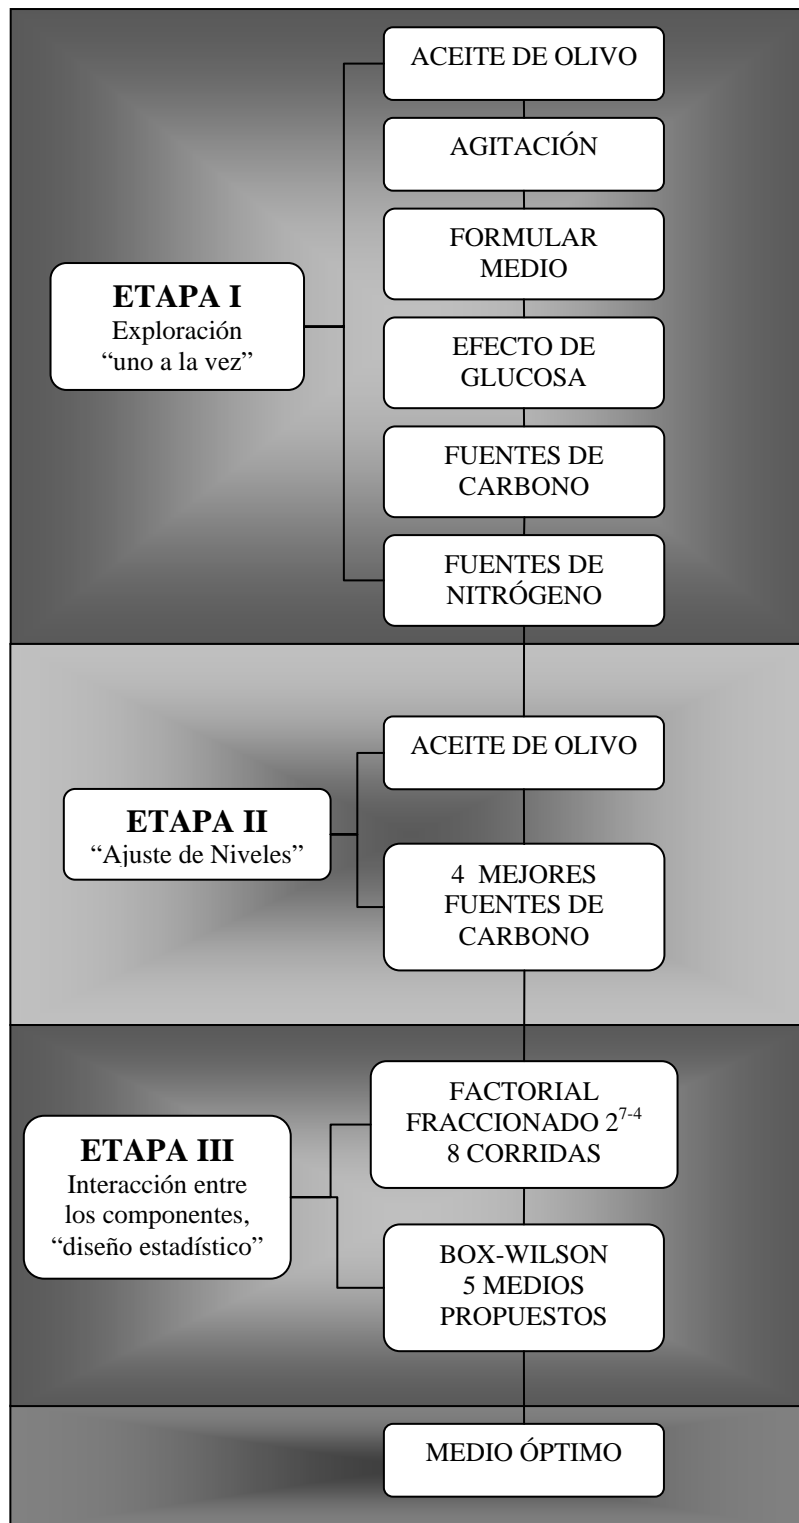 ACEITE DE OLIVO
AGITACIÓN
FORMULAR
MEDIO
ETAPA I
Exploración
“uno a la vez”
EFECTO DE
GLUCOSA
FUENTES DE
CARBONO
FUENTES DE
NITRÓGENO
ACEITE DE OLIVO
ETAPA II
“Ajuste de Niveles”
4 MEJORES
FUENTES DE
CARBONO
FACTORIAL
FRACCIONADO 2^7-4
8 CORRIDAS
ETAPA III
Interacción entre
los componentes,
“diseño estadístico”
BOX-WILSON
5 MEDIOS
PROPUESTOS
MEDIO ÓPTIMO